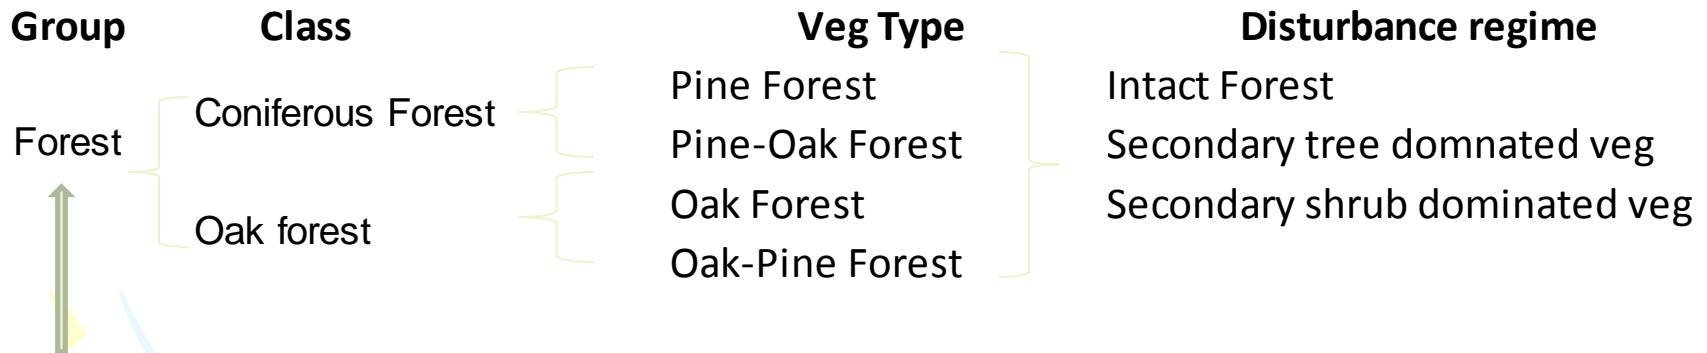 Group Class Veg Type Disturbance regime
Forest
Coniferous Forest
Oak forest
Pine Forest
Pine-Oak Forest
Oak Forest
Oak-Pine Forest
Intact Forest
Secondary tree domnated veg
Secondary shrub dominated veg